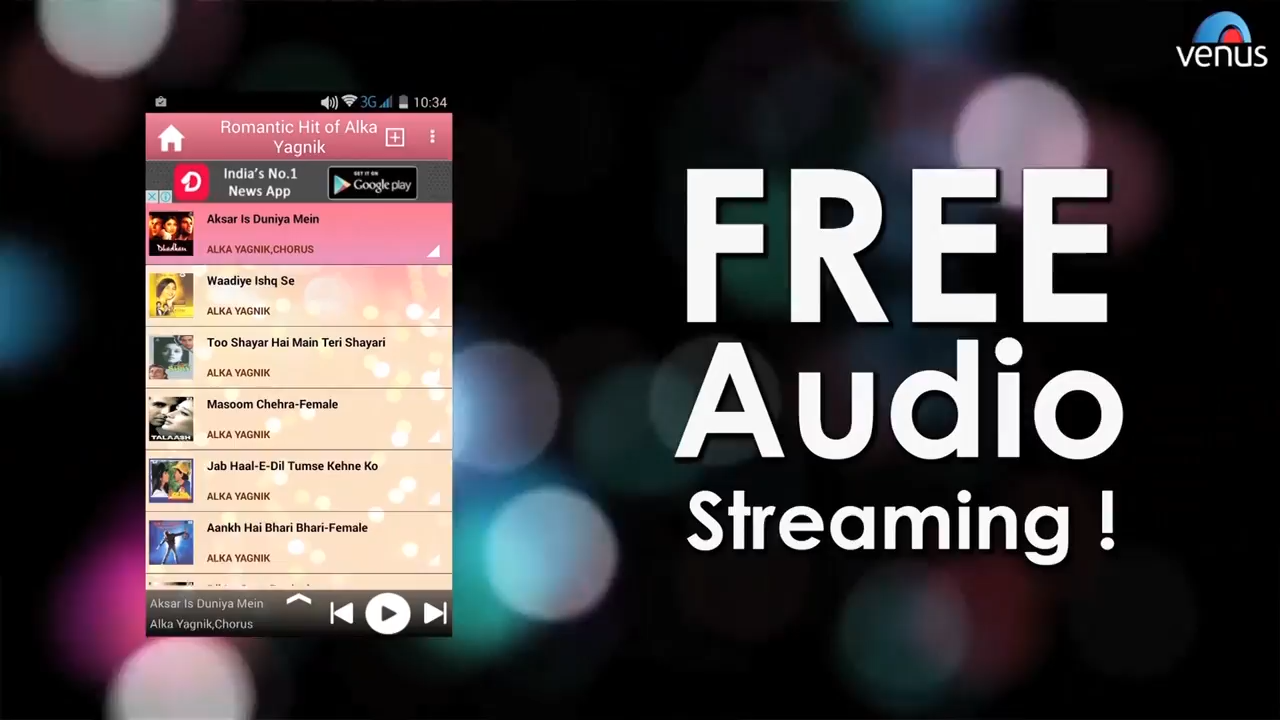 venus
3G 10:34
Romantic Hit of Alka
Yagnik
India's No.1
News App
GET IT ON
Google play
Aksar Is Duniya Mein
ALKA YAGNIK,CHORUS
Dhadkan
Waadiye Ishq Se
ALKA YAGNIK
Too Shayar Hai Main Teri Shayari
ALKA YAGNIK
Masoom Chehra-Female
ALKA YAGNIK
TALAASH
Jab Haal-E-Dil Tumse Kehne Ko
ALKA YAGNIK
Aankh Hai Bhari Bhari-Female
ALKA YAGNIK
Aksar Is Duniya Mein
Alka Yagnik,Chorus
FREE
Audio
Streaming !